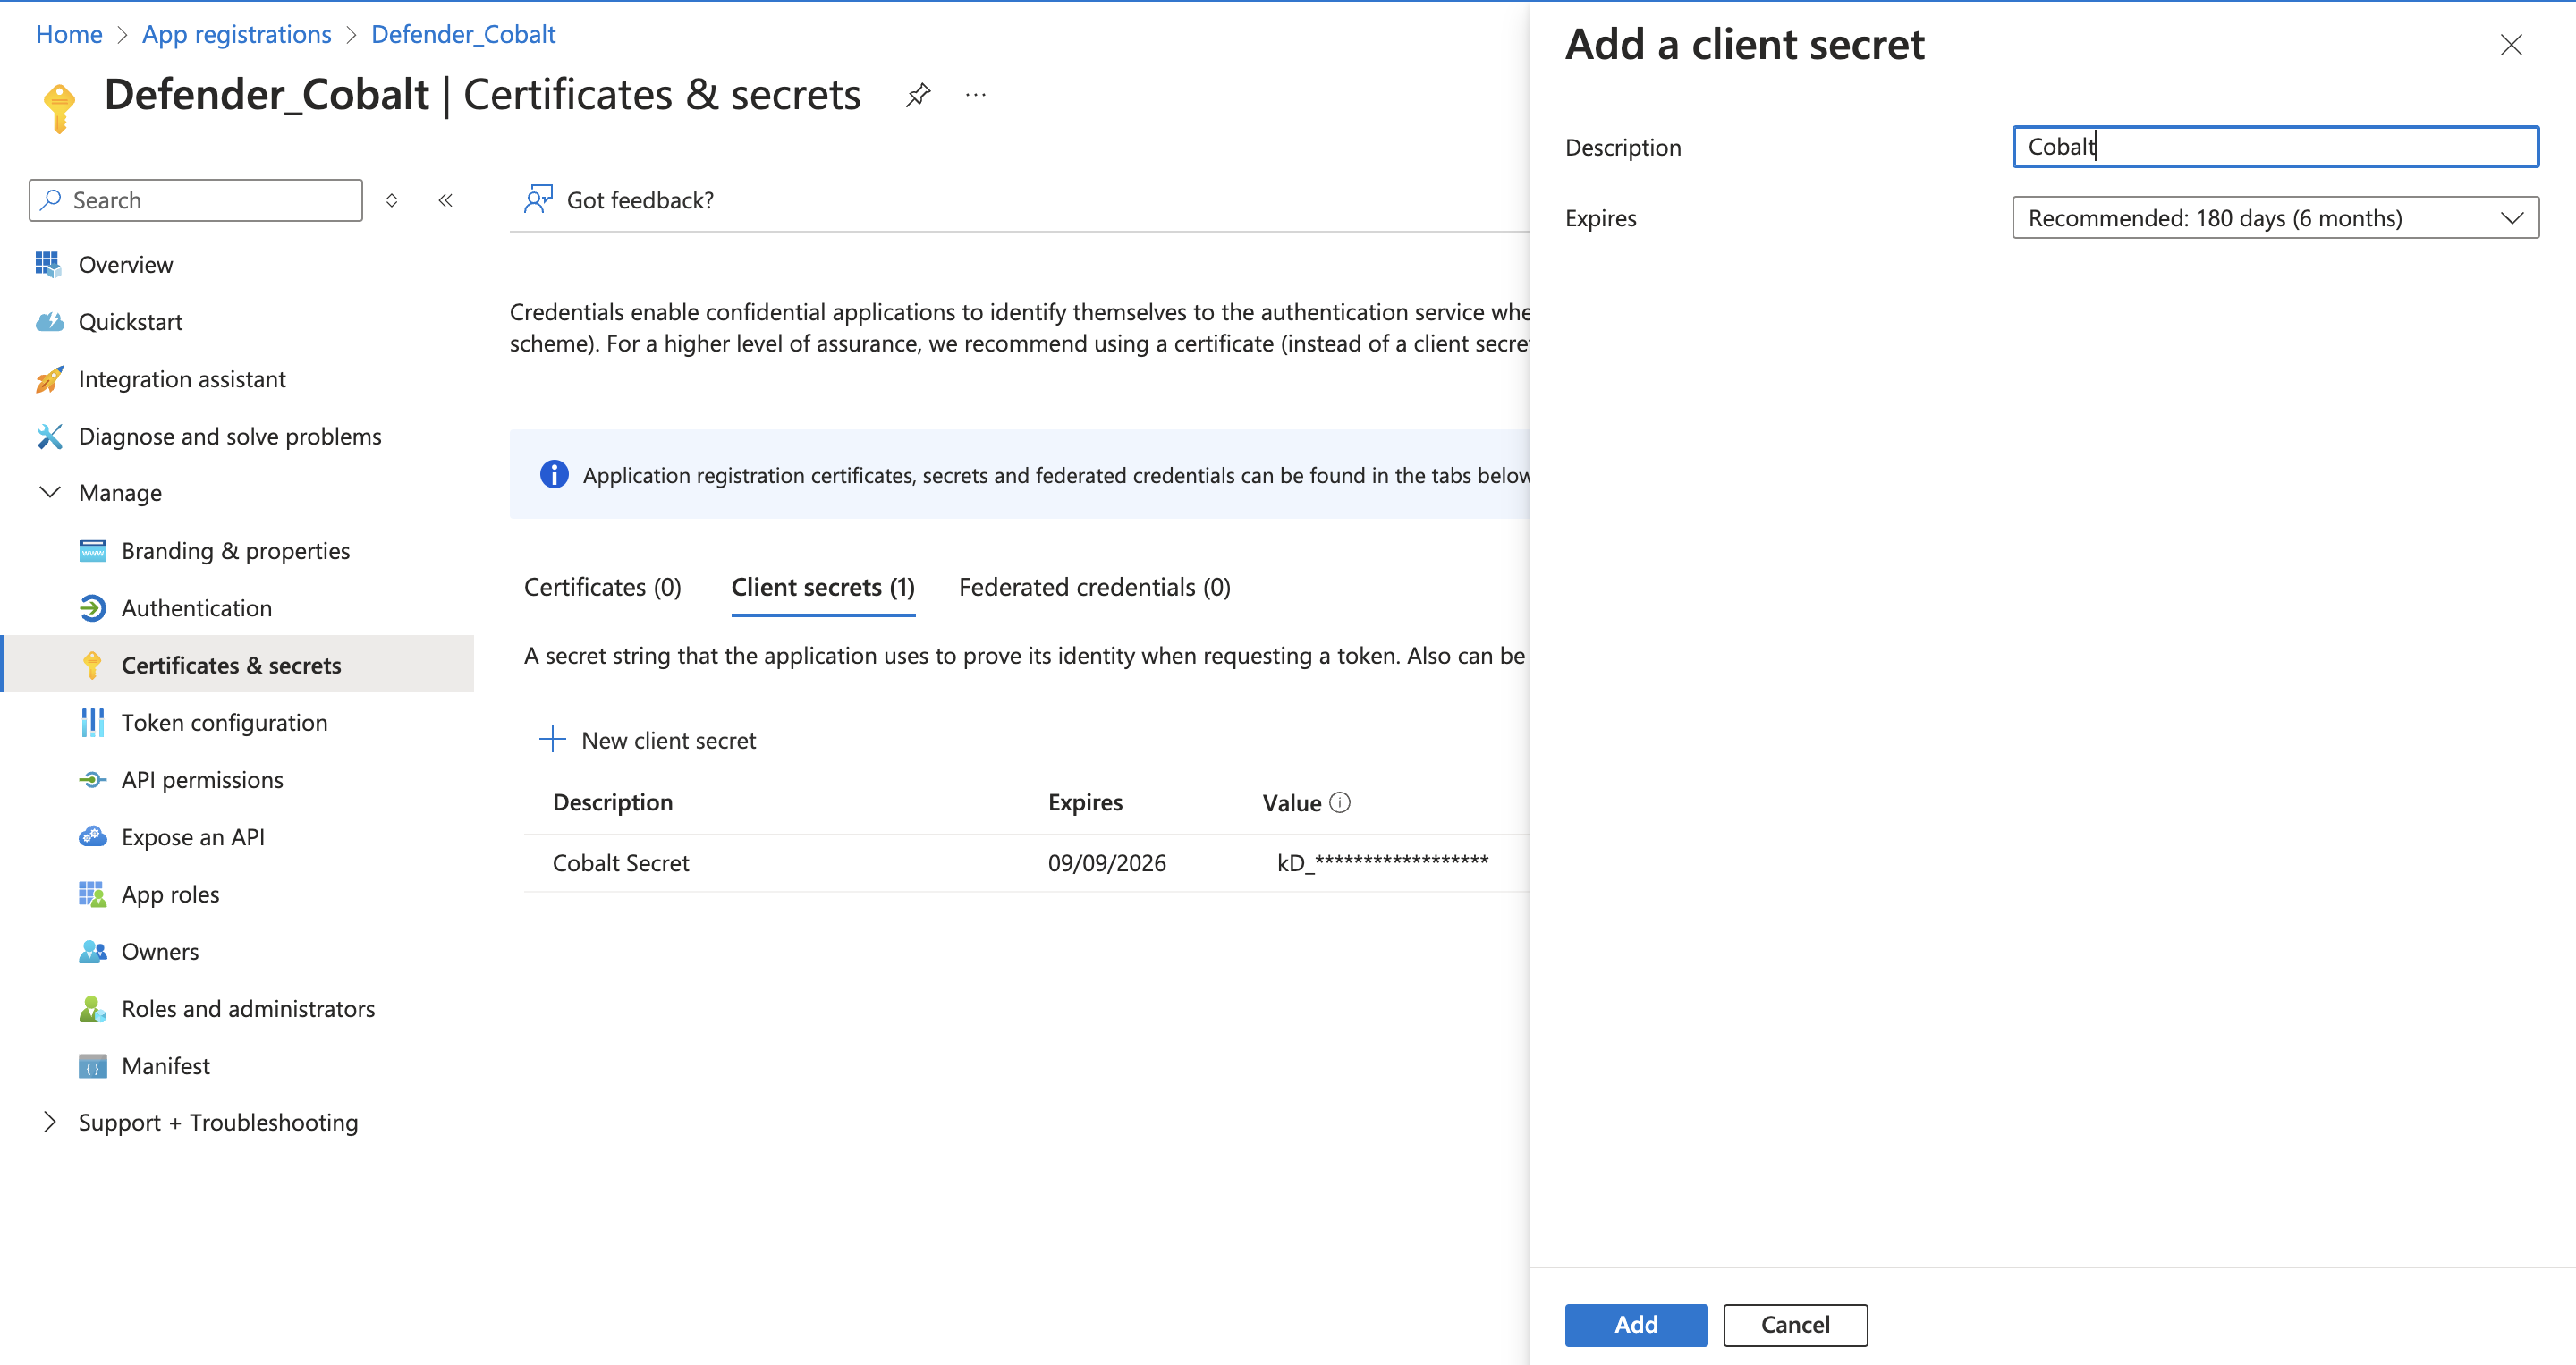 Home > App registrations > Defender_Cobalt
Defender_Cobalt | Certificates & secrets
...
Search
Overview
Quickstart
Integration assistant
Diagnose and solve problems
Manage
Branding & properties
Authentication
Certificates & secrets
Token configuration
API permissions
Expose an API
App roles
Owners
Roles and administrators
Manifest
Support + Troubleshooting
Got feedback?
Credentials enable confidential applications to identify themselves to the authentication service whe
scheme). For a higher level of assurance, we recommend using a certificate (instead of a client secre
Application registration certificates, secrets and federated credentials can be found in the tabs below
Certificates (0) Client secrets (1) Federated credentials (0)
A secret string that the application uses to prove its identity when requesting a token. Also can be
New client secret
Description Expires Value
Cobalt Secret 09/09/2026 kD_******************
Add a client secret
Description Cobalt
Expires Recommended: 180 days (6 months)
Add Cancel